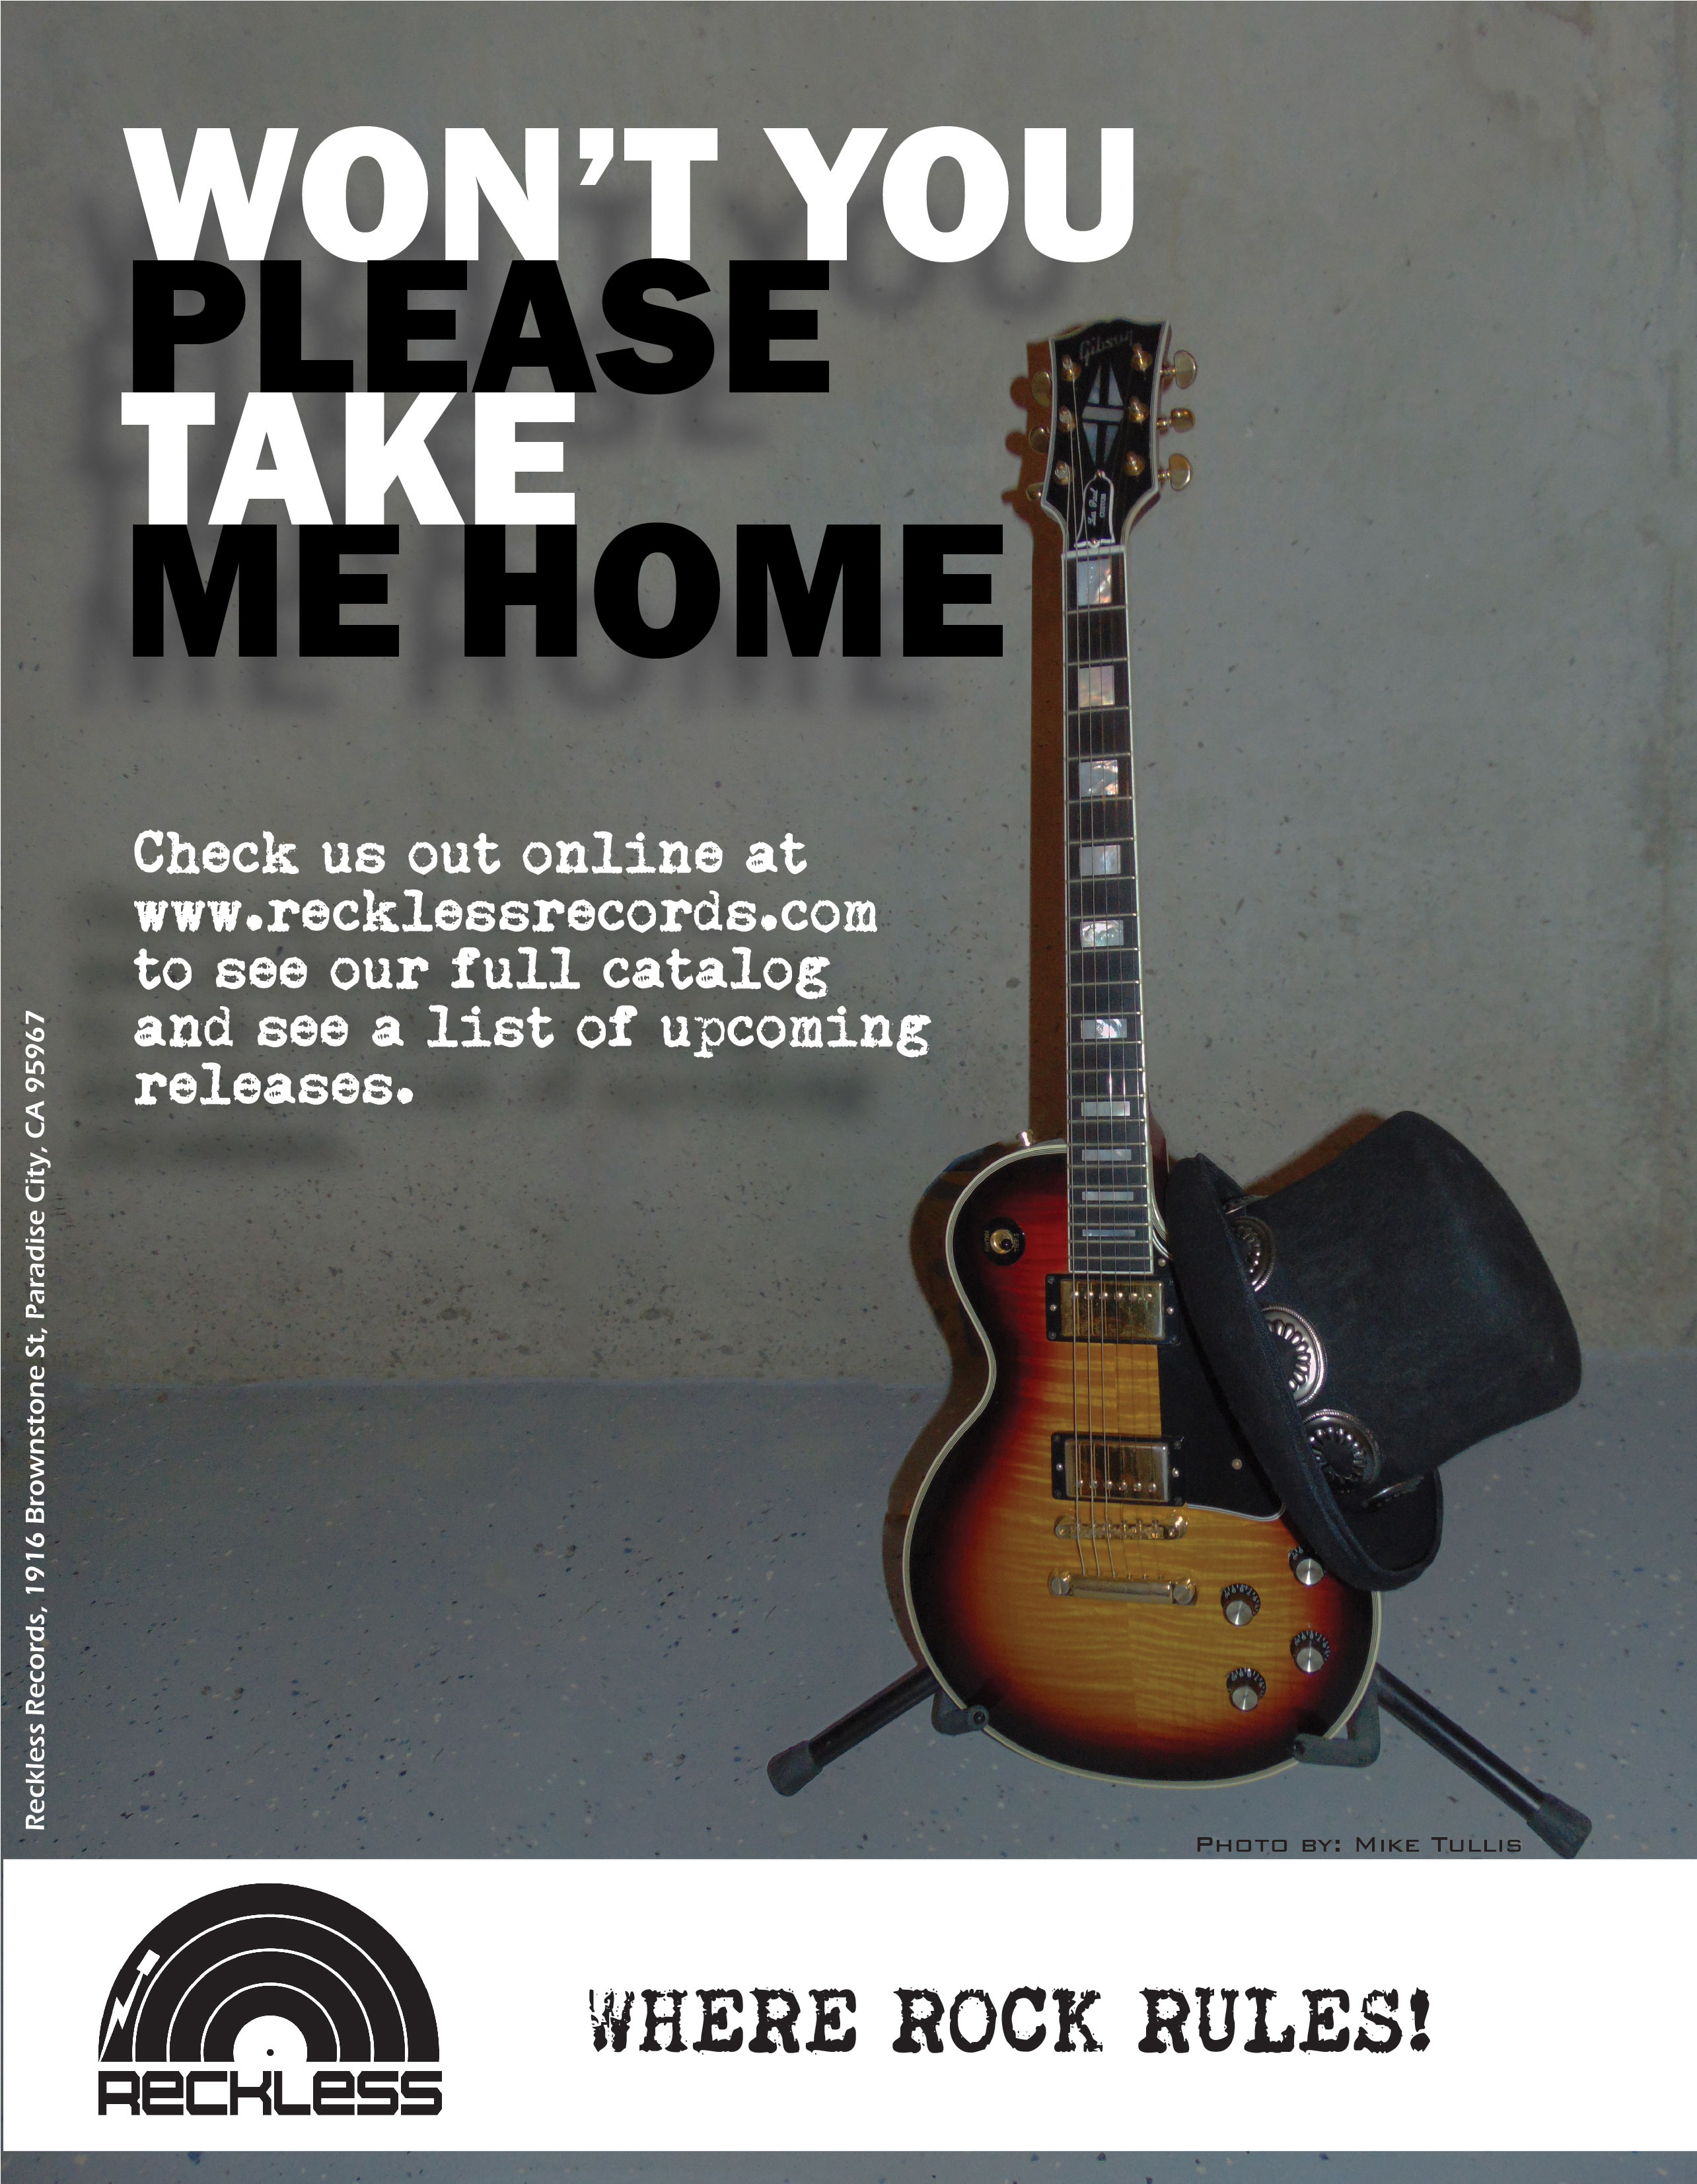 WON'T YOU
PLEASE
TAKE
ME HOME
Gibson
Les Paul
Check us out online at
www.recklessrecords.com
to see our full catalog
and see a list of upcoming
releases.
Reckless Records, 1916 Brownstone St, Paradise City, CA 95967
PHOTO BY: MIKE TULLIS
RECKLESS
WHERE ROCK RULES!